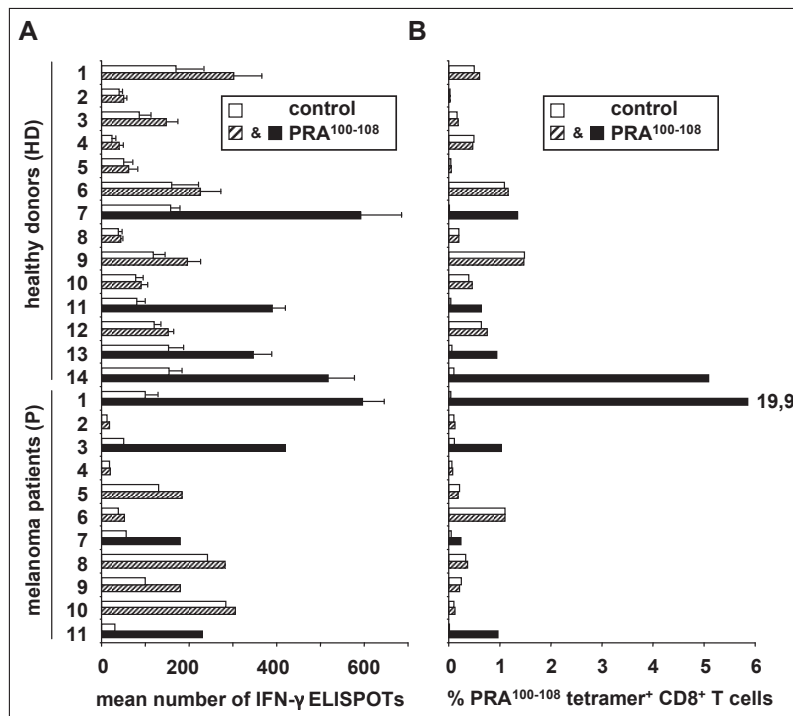 A
B
healthy donors (HD)
melanoma patients (P)
1
2
3
4
5
6
7
8
9
10
11
12
13
14
1
2
3
4
5
6
7
8
9
10
11
control
& PRA100-108
0 200 400 600
mean number of IFN-γ ELISPOTs
control
& PRA100-108
19,9
0 1 2 3 4 5 6
% PRA100-108 tetramer+ CD8+ T cells